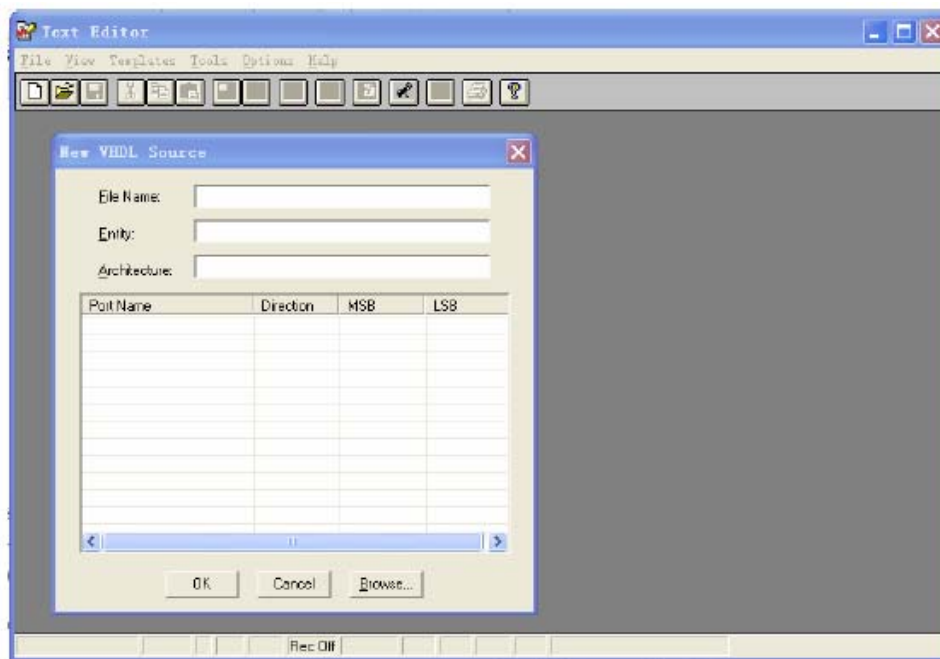 Text Editor
File View Templates Tools Options Help
New VHDL Source
File Name:
Entity:
Architecture:
Port Name Direction MSB LSB
OK Cancel Browse...
Rec Off